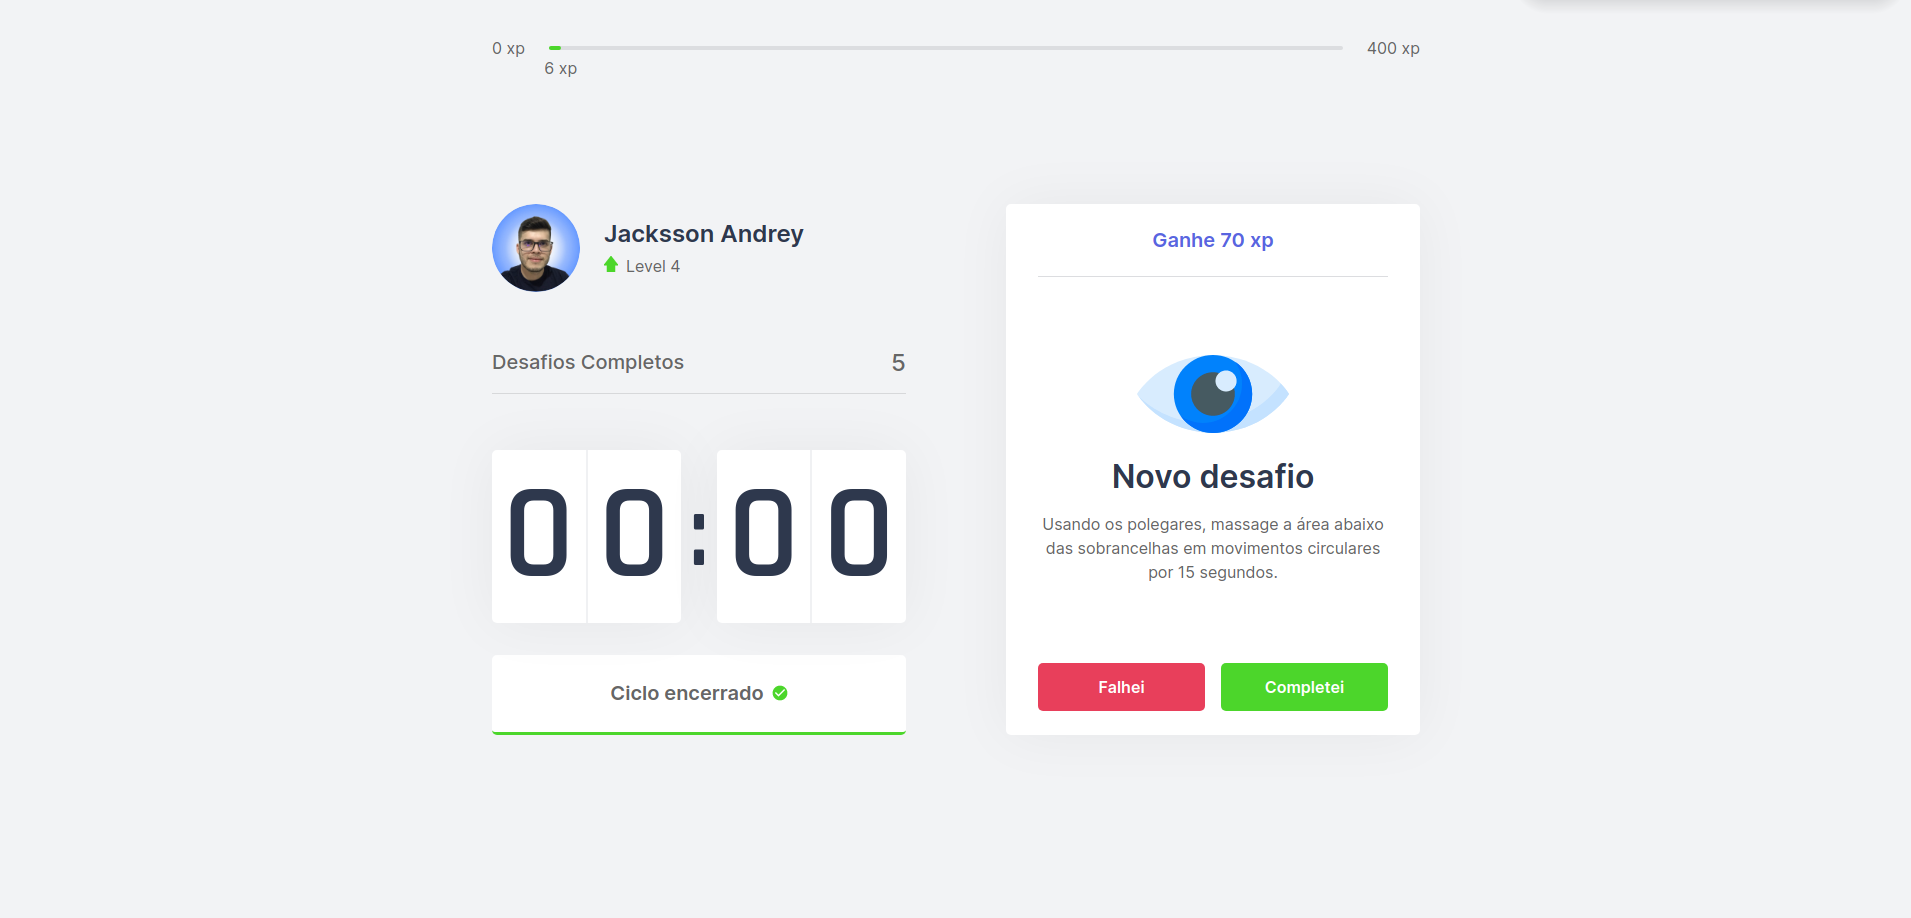 0 xp
400 xp
6 xp
Jacksson Andrey
Level 4
Desafios Completos 5
00:00
Ciclo encerrado
Ganhe 70 xp
Novo desafio
Usando os polegares, massage a área abaixo
das sobrancelhas em movimentos circulares
por 15 segundos.
Falhei
Completei